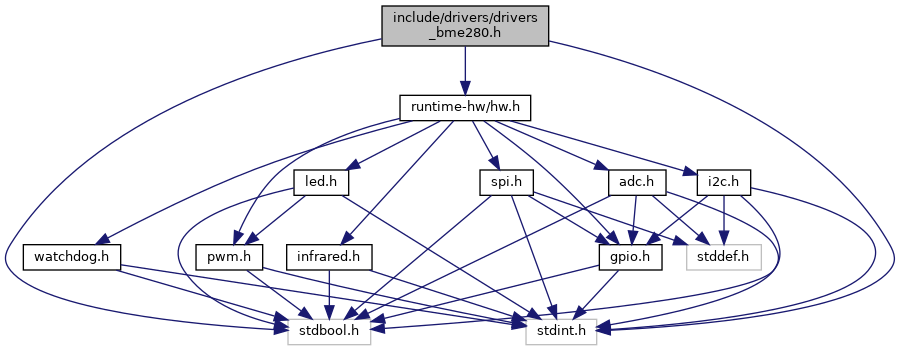 include/drivers/drivers
_bme280.h
runtime-hw/hw.h
led.h
spi.h
adc.h
i2c.h
watchdog.h
pwm.h
infrared.h
gpio.h
stddef.h
stdbool.h
stdint.h